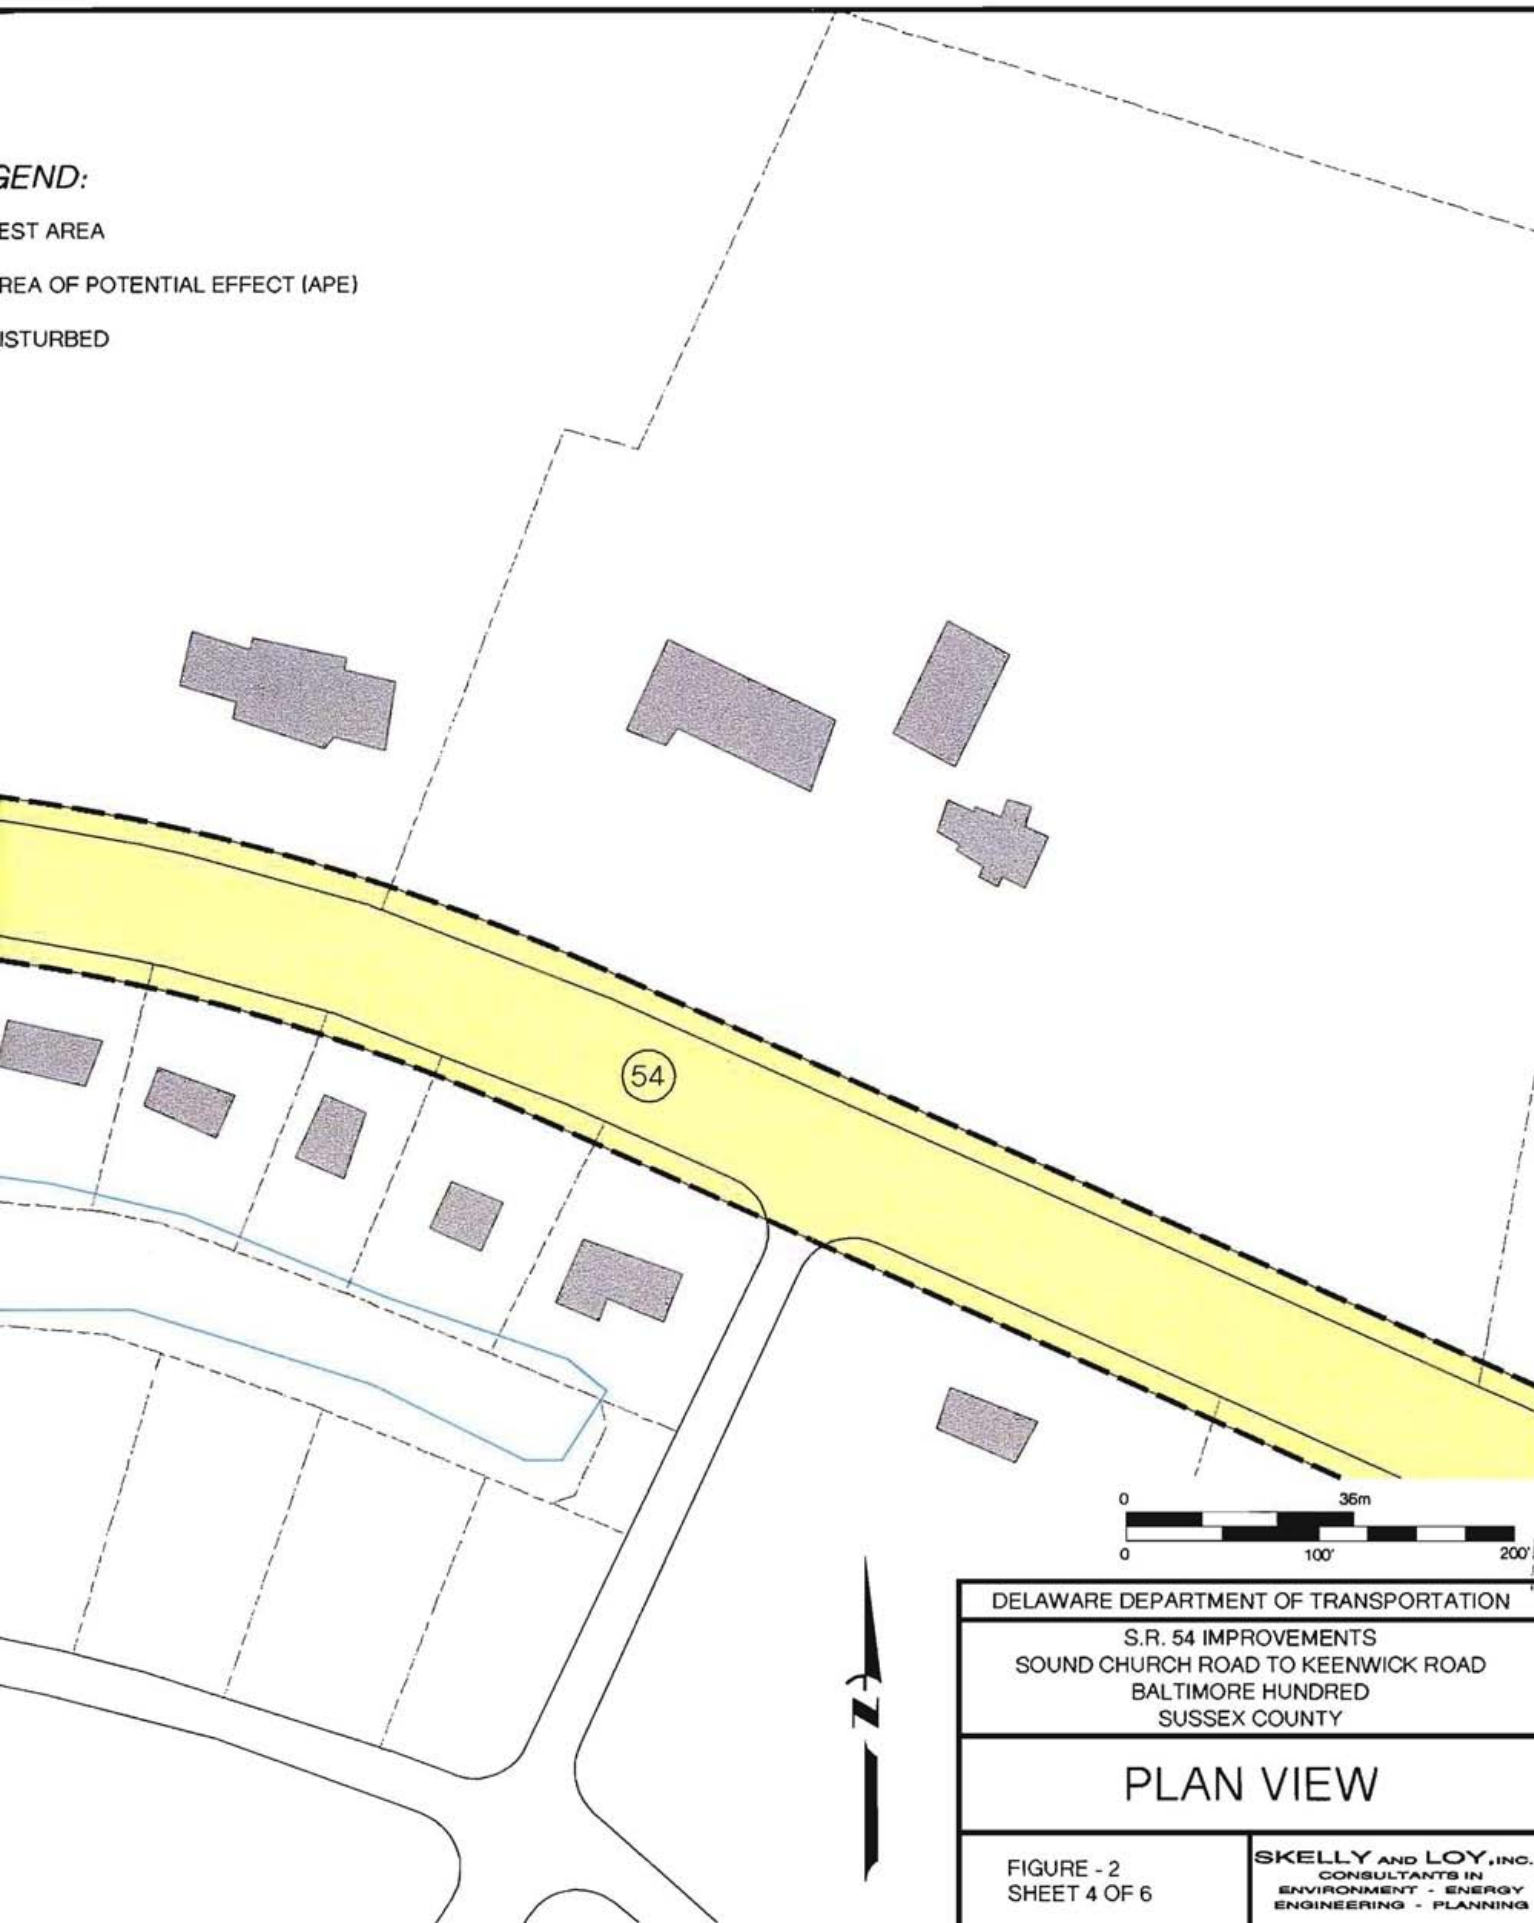 GEND:
EST AREA
REA OF POTENTIAL EFFECT (APE)
ISTURBED
54
0 36m
0 100' 200'
DELAWARE DEPARTMENT OF TRANSPORTATION
S.R. 54 IMPROVEMENTS
SOUND CHURCH ROAD TO KEENWICK ROAD
BALTIMORE HUNDRED
SUSSEX COUNTY
PLAN VIEW
FIGURE - 2
SHEET 4 OF 6
SKELLY AND LOY, INC.
CONSULTANTS IN
ENVIRONMENT - ENERGY
ENGINEERING - PLANNING
N